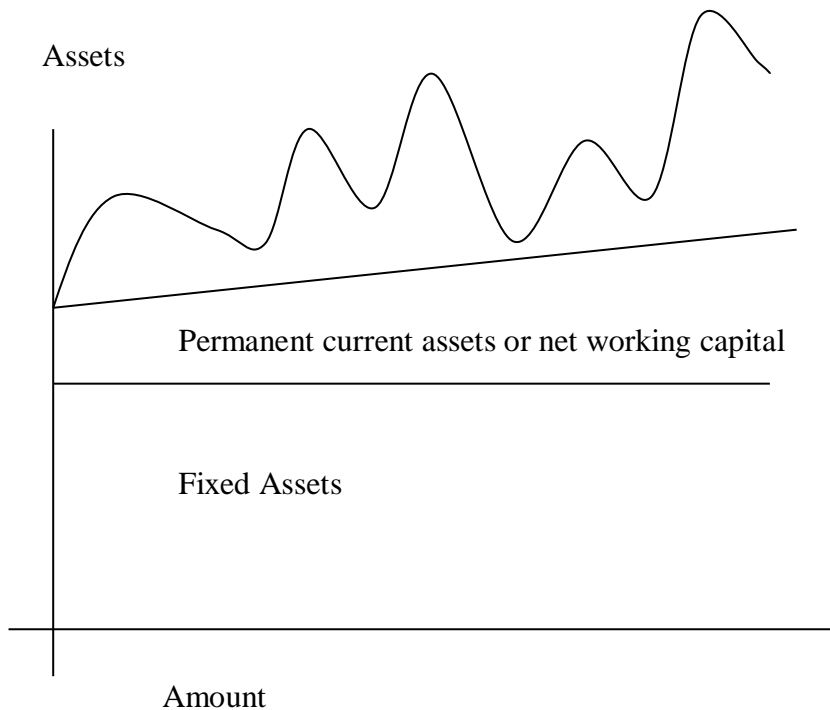 Assets
Permanent current assets or net working capital
Fixed Assets
Amount